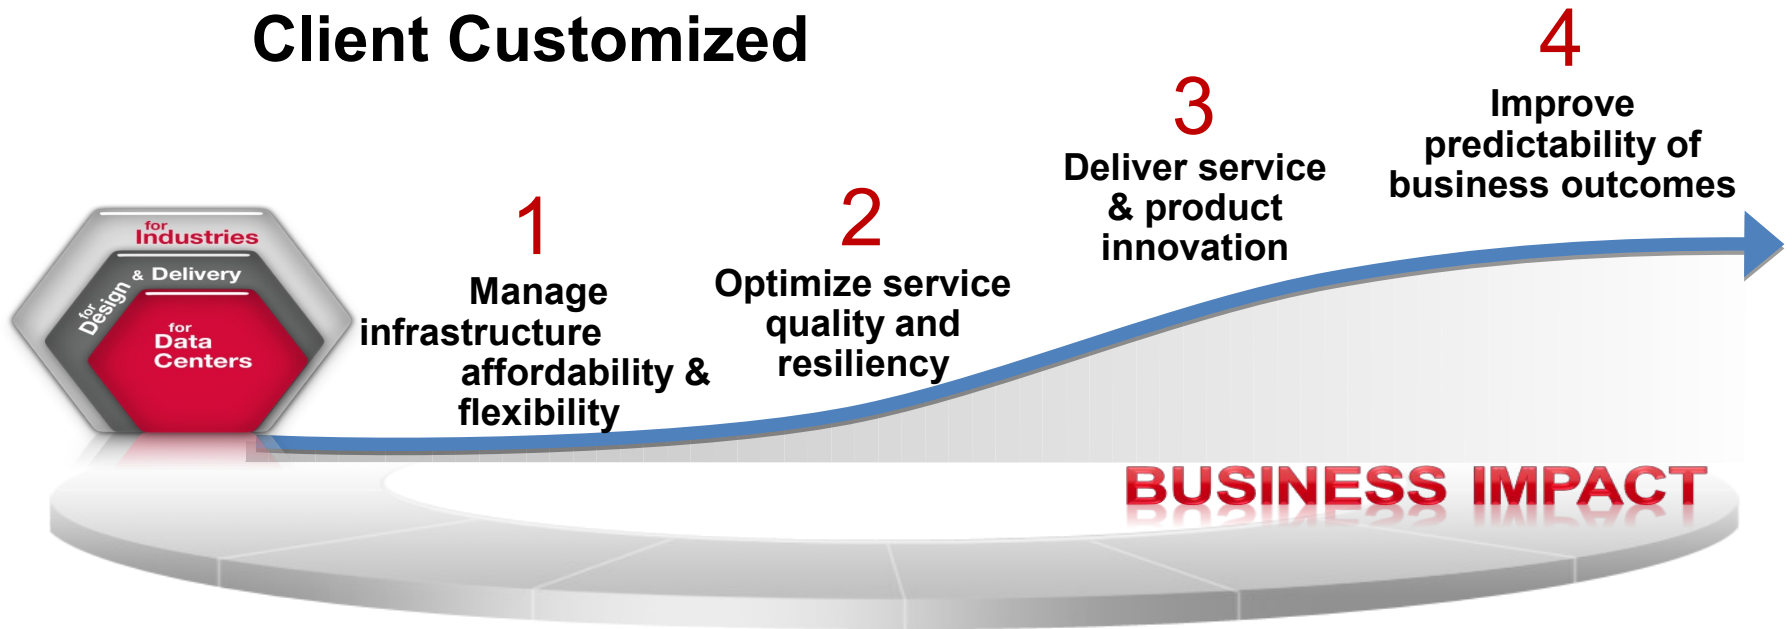 Client Customized
for
Industries
for
Design
& Delivery
for
Data
Centers
1
Manage
infrastructure
affordability &
flexibility
2
Optimize service
quality and
resiliency
3
Deliver service
& product
innovation
4
Improve
predictability of
business outcomes
BUSINESS IMPACT